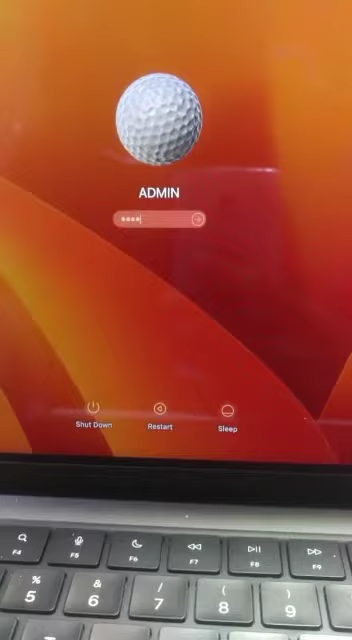 ADMIN
Shut Down Restart Sleep
F4 F5 F6 F7 F8 F9
% & / ( )
5 6 7 8 9